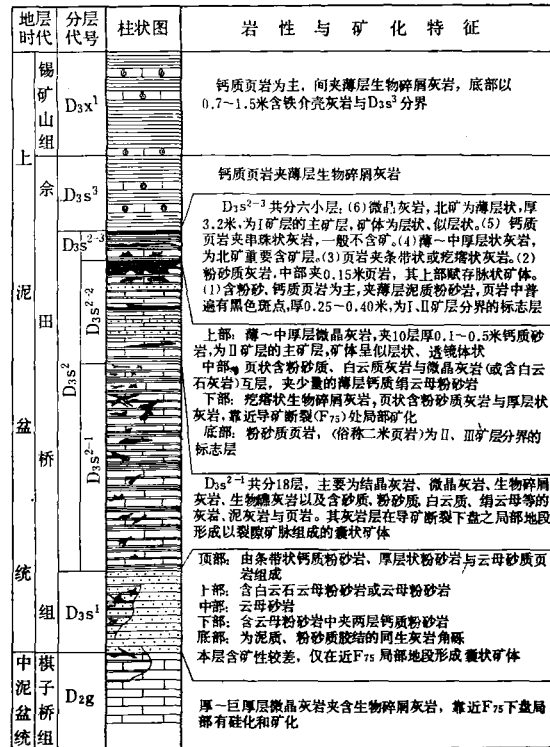 地层时代
分层代号
柱状图
岩性与矿化特征
上泥盆统
锡矿山组
D₃x¹
钙质页岩为主，间夹薄层生物碎屑灰岩，底部以
0.7~1.5米含铁介壳灰岩与D₃s³分界
佘田桥组
D₃s³
钙质页岩夹薄层生物碎屑灰岩
D₃s²
D₃s²⁻³
D₃s²⁻³共分六小层：(6)微晶灰岩，北矿为薄层状，厚
3.2米，为I矿层的主矿层，矿体为层状、似层状。(5) 钙质
页岩夹串珠状灰岩，一般不含矿。(4)薄~中厚层状灰岩，
为北矿重要含矿层。(3)页岩夹条带状或疙瘩状灰岩。(2)
粉砂质灰岩，中部夹0.15米页岩，其上部赋存脉状矿体。
(1)含粉砂、钙质页岩为主，夹薄层泥质粉砂岩，页岩中普
遍有黑色斑点，厚0.25~0.40米，为I、II矿层分界的标志层
D₃s²⁻²
上部：薄~中厚层微晶灰岩，夹10层厚0.1~0.5米钙质砂
岩，为II矿层的主矿层，矿体呈似层状、透镜体状
中部：页状含粉砂质、白云质灰岩与微晶灰岩(或含白云
石灰岩)互层，夹少量的薄层钙质绢云母粉砂岩
下部：疙瘩状生物碎屑灰岩，页状含粉砂质灰岩与厚层状
灰岩，靠近导矿断裂(F₇₅)处局部矿化
底部：粉砂质页岩，(俗称二米页岩)为II、III矿层分界的
标志层
D₃s²⁻¹
D₃s²⁻¹共分18层，主要为结晶灰岩、微晶灰岩、生物碎屑
灰岩、生物礁灰岩以及含砂质、粉砂质、白云质、绢云母等的
灰岩、泥灰岩与页岩。其灰岩层在导矿断裂下盘之局部地段
形成以裂隙矿脉组成的囊状矿体
D₃s¹
顶部：由条带状钙质粉砂岩、厚层状粉砂岩与云母砂质页
岩组成
上部：含白云石云母粉砂岩或云母粉砂岩
中部：云母砂岩
下部：含云母粉砂岩中夹两层钙质粉砂岩
底部：为泥质、粉砂质胶结的同生灰岩角砾
本层含矿性较差，仅在近F₇₅局部地段形成囊状矿体
中泥盆统
棋子桥组
D₂g
厚~巨厚层微晶灰岩夹含生物碎屑灰岩，靠近F₇₅下盘局
部有硅化和矿化